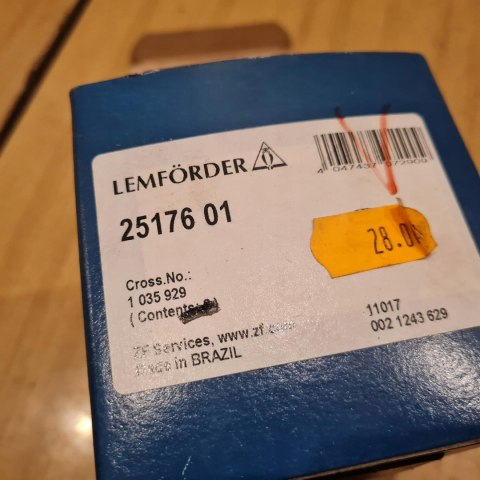 LEMFÖRDER
25176 01
28.0
Cross.No.:
1 035 929
(Contents:
ZF Services, www.zf.com
Made in BRAZIL
11017
002 1243 629